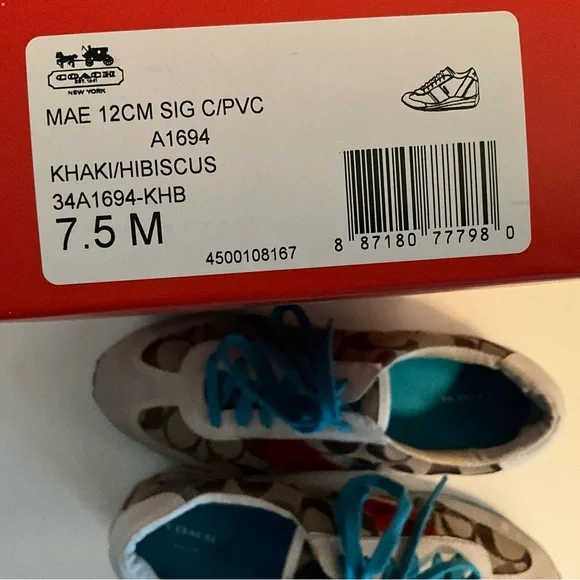 COACH
EST. 1941
NEW YORK
MAE 12CM SIG C/PVC
A1694
KHAKI/HIBISCUS
34A1694-KHB
7.5 M
4500108167
8 87180 77798 0